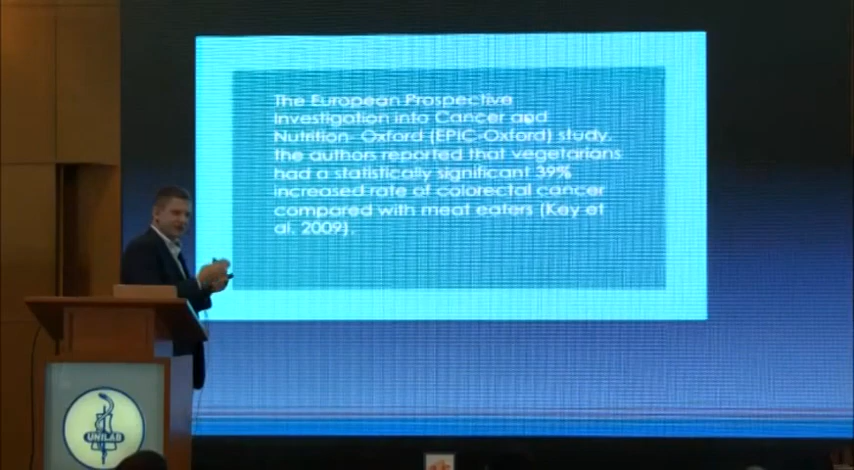 The European Prospective
Investigation into Cancer and
Nutrition- Oxford (EPIC-Oxford) study.
The authors reported that vegetarians
had a statistically significant 39%
increased rate of colorectal cancer
compared with meat eaters (Key et
al. 2009).
UNILAB